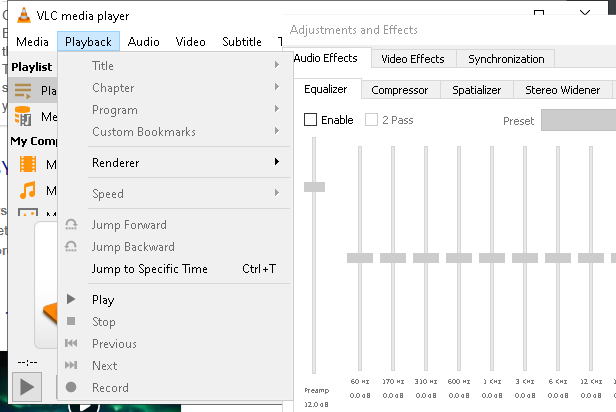 VLC media player
Adjustments and Effects
Media Playback Audio Video Subtitle T
Audio Effects Video Effects Synchronization
Playlist
Title
Chapter
Program
Custom Bookmarks
Renderer
Speed
Jump Forward
Jump Backward
Jump to Specific Time Ctrl+T
Play
Stop
Previous
Next
Record
Pla
Me
My Comp
M
M
M
--:--
Equalizer Compressor Spatializer Stereo Widener
Enable 2 Pass Preset
60 Hz 170 Hz 310 Hz 600 Hz 1 KHz 3 KHz 6 KHz 12 KHz
Preamp 0.0 dB 0.0 dB 0.0 dB 0.0 dB 0.0 dB 0.0 dB 0.0 dB 0.0 dB
12.0 dB